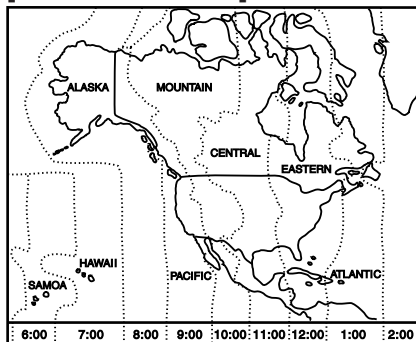 ALASKA MOUNTAIN
CENTRAL
EASTERN
HAWAII
SAMOA PACIFIC ATLANTIC
6:00 7:00 8:00 9:00 10:00 11:00 12:00 1:00 2:00